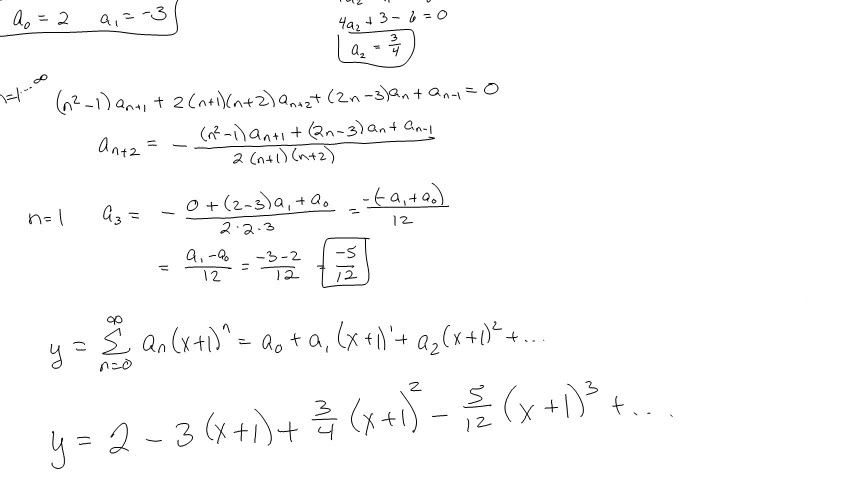 a₀ = 2 a₁ = -3
4a₂ + 3 - 6 = 0
a₂ = 3/4
n=1...∞ (n²-1)aₙ₊₁ + 2(n+1)(n+2)aₙ₊₂ + (2n-3)aₙ + aₙ₋₁ = 0
aₙ₊₂ = - ((n²-1)aₙ₊₁ + (2n-3)aₙ + aₙ₋₁) / (2(n+1)(n+2))
n=1 a₃ = - (0 + (2-3)a₁ + a₀) / (2·2·3) = -(-a₁ + a₀) / 12
= (a₁ - a₀)/12 = (-3-2)/12 = -5/12
y = ∑ₙ₌₀^∞ aₙ(x+1)ⁿ = a₀ + a₁(x+1)¹ + a₂(x+1)² + ...
y = 2 - 3(x+1) + 3/4 (x+1)² - 5/12 (x+1)³ + ...